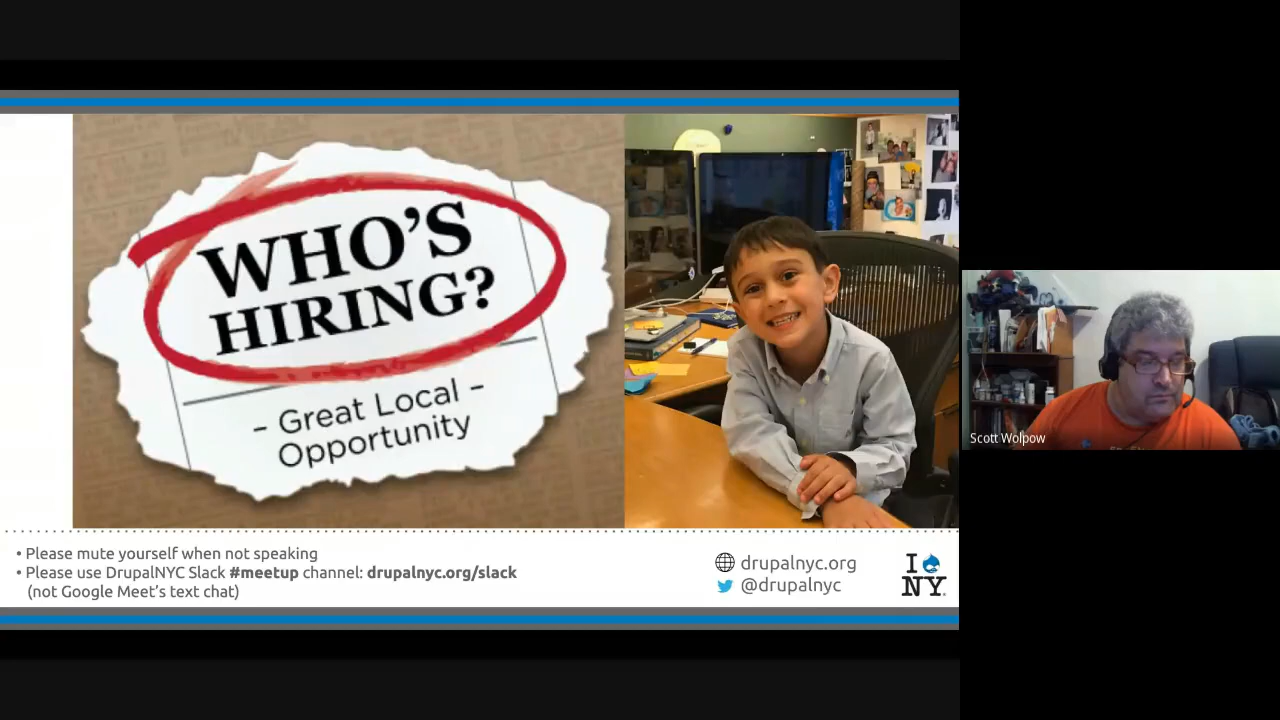 WHO'S
HIRING?
- Great Local -
Opportunity
• Please mute yourself when not speaking
• Please use DrupalNYC Slack #meetup channel: drupalnyc.org/slack
(not Google Meet's text chat)
drupalnyc.org
@drupalnyc
I
NY.
Scott Wolpow